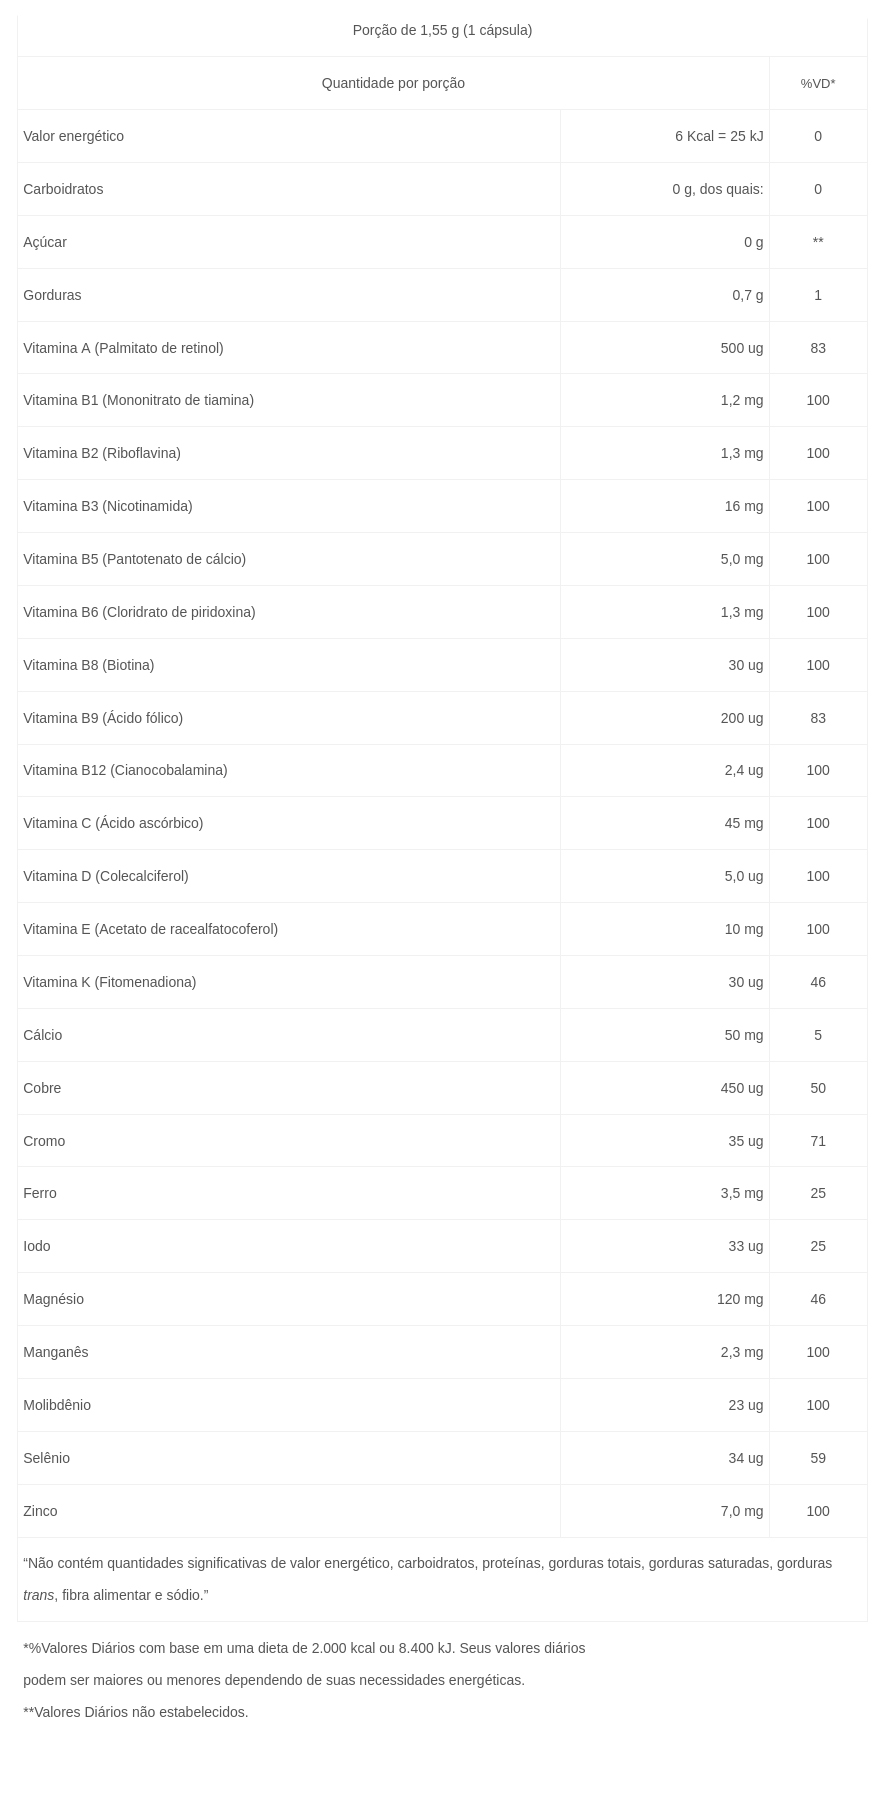 Porção de 1,55 g (1 cápsula)
Quantidade por porção %VD*
Valor energético 6 Kcal = 25 kJ 0
Carboidratos 0 g, dos quais: 0
Açúcar 0 g **
Gorduras 0,7 g 1
Vitamina A (Palmitato de retinol) 500 ug 83
Vitamina B1 (Mononitrato de tiamina) 1,2 mg 100
Vitamina B2 (Riboflavina) 1,3 mg 100
Vitamina B3 (Nicotinamida) 16 mg 100
Vitamina B5 (Pantotenato de cálcio) 5,0 mg 100
Vitamina B6 (Cloridrato de piridoxina) 1,3 mg 100
Vitamina B8 (Biotina) 30 ug 100
Vitamina B9 (Ácido fólico) 200 ug 83
Vitamina B12 (Cianocobalamina) 2,4 ug 100
Vitamina C (Ácido ascórbico) 45 mg 100
Vitamina D (Colecalciferol) 5,0 ug 100
Vitamina E (Acetato de racealfatocoferol) 10 mg 100
Vitamina K (Fitomenadiona) 30 ug 46
Cálcio 50 mg 5
Cobre 450 ug 50
Cromo 35 ug 71
Ferro 3,5 mg 25
Iodo 33 ug 25
Magnésio 120 mg 46
Manganês 2,3 mg 100
Molibdênio 23 ug 100
Selênio 34 ug 59
Zinco 7,0 mg 100
“Não contém quantidades significativas de valor energético, carboidratos, proteínas, gorduras totais, gorduras saturadas, gorduras
trans, fibra alimentar e sódio.”
*%Valores Diários com base em uma dieta de 2.000 kcal ou 8.400 kJ. Seus valores diários
podem ser maiores ou menores dependendo de suas necessidades energéticas.
**Valores Diários não estabelecidos.